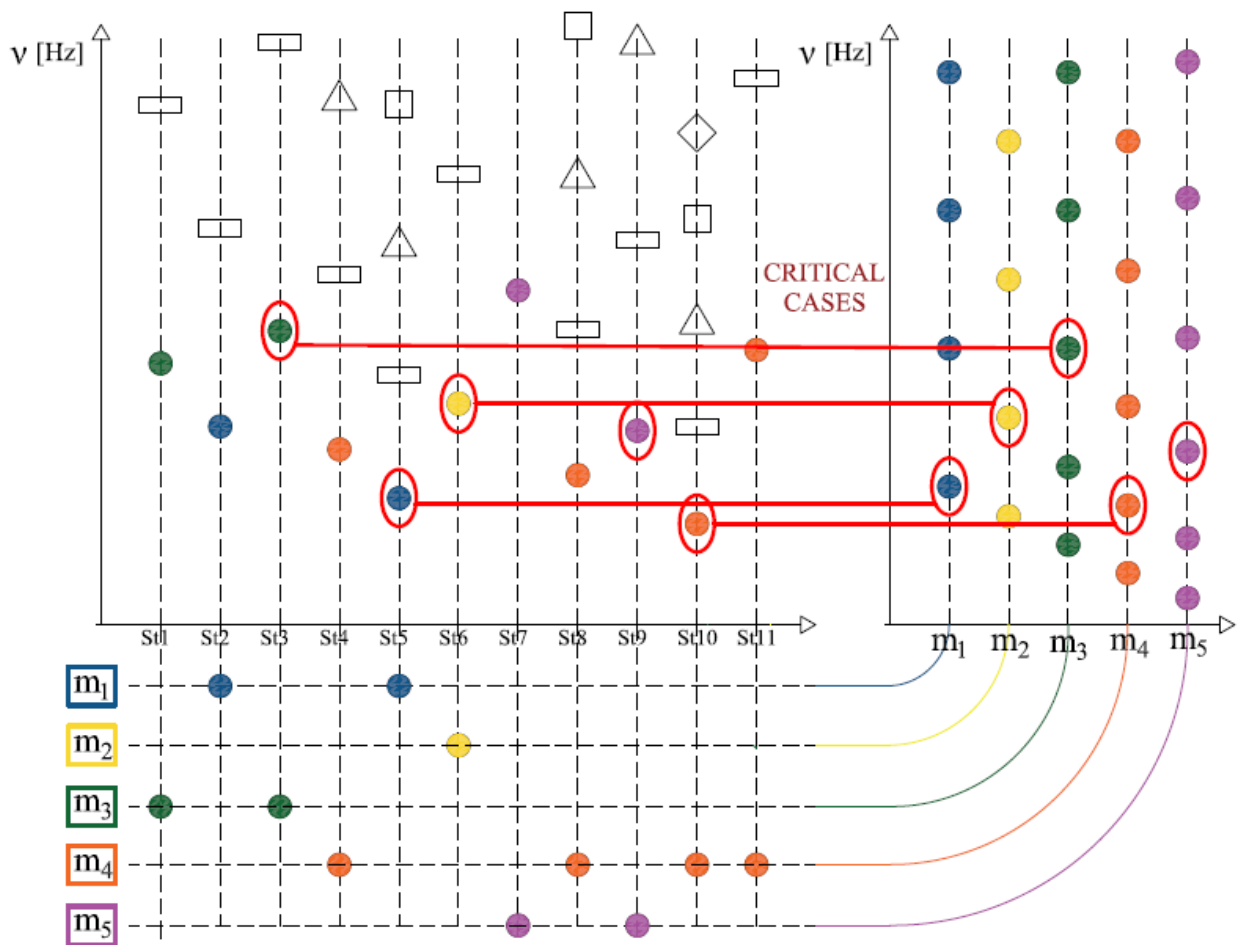 ν [Hz]
ν [Hz]
CRITICAL
CASES
St1 St2 St3 St4 St5 St6 St7 St8 St9 St10 St11
m₁ m₂ m₃ m₄ m₅
m₁
m₂
m₃
m₄
m₅